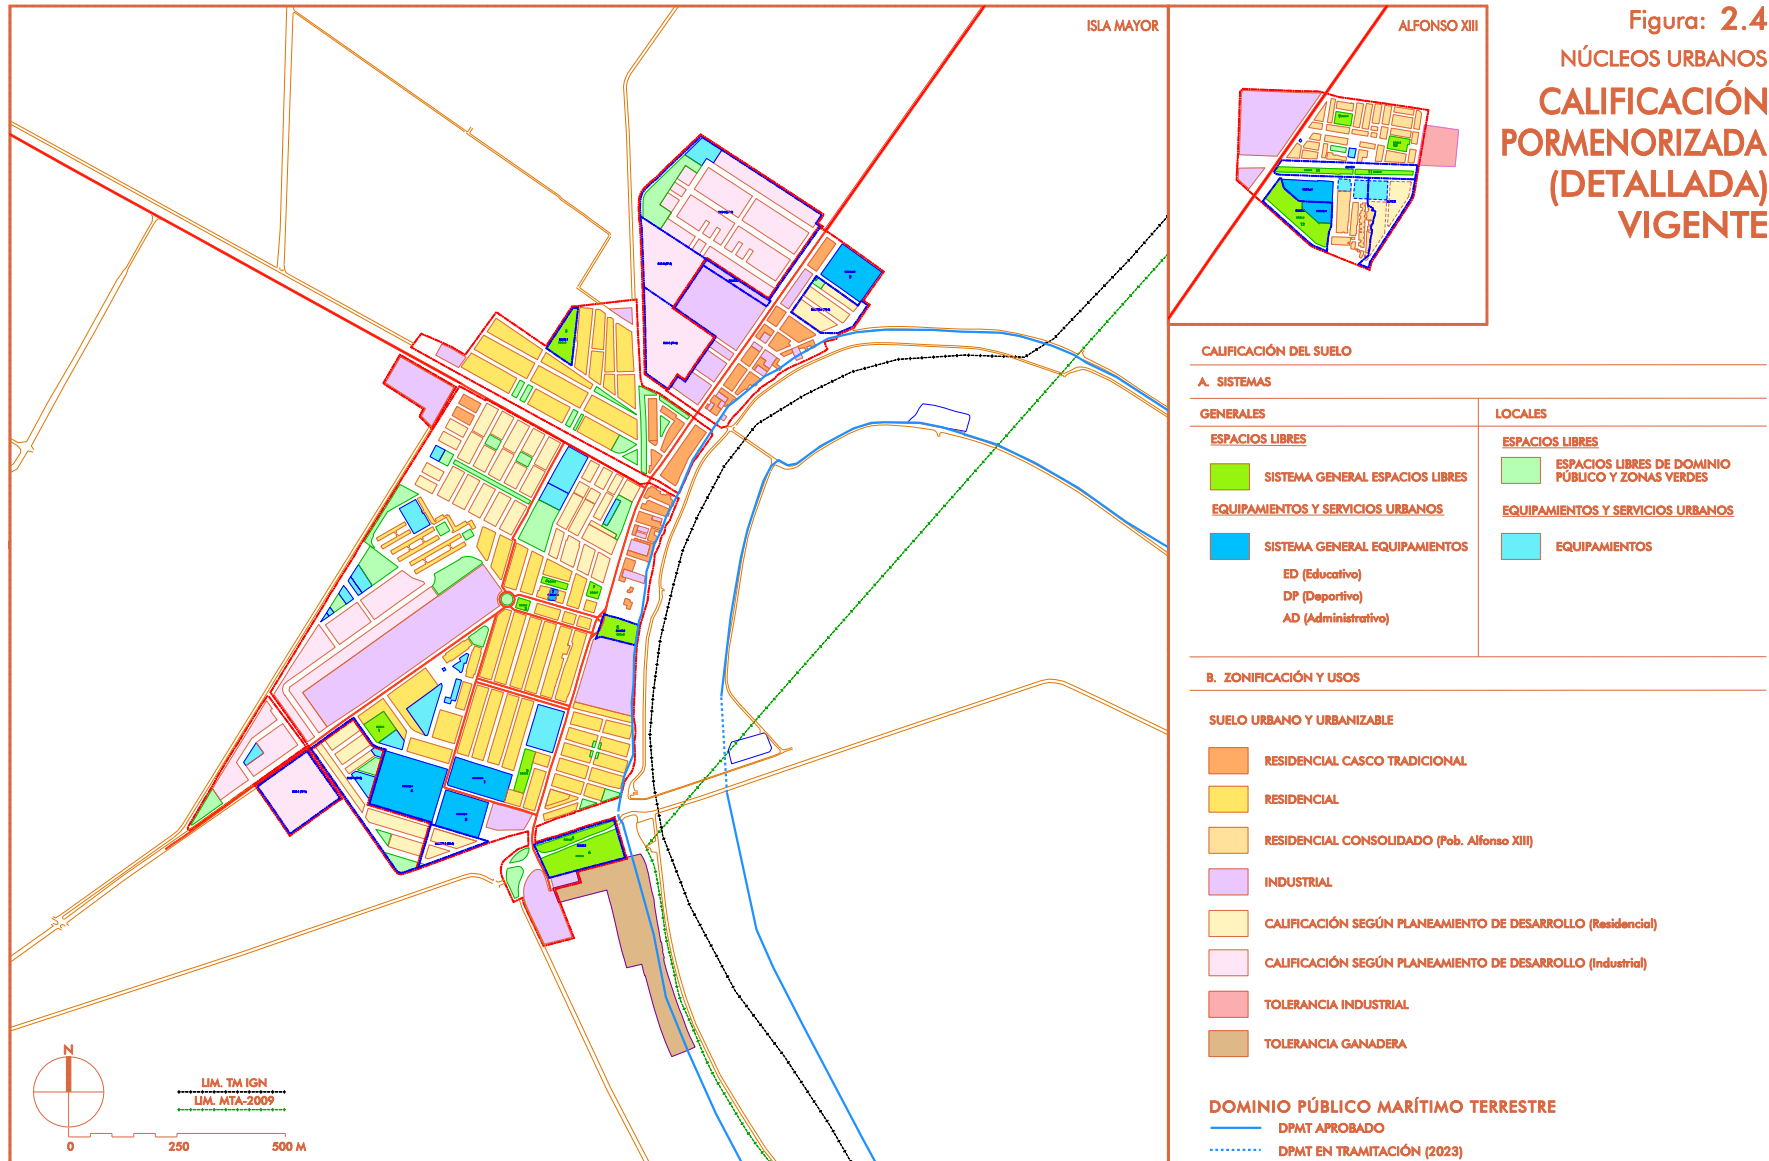 ISLA MAYOR
ALFONSO XIII
Figura: 2.4
NÚCLEOS URBANOS
CALIFICACIÓN
PORMENORIZADA
(DETALLADA)
VIGENTE
CALIFICACIÓN DEL SUELO
A. SISTEMAS
GENERALES
LOCALES
ESPACIOS LIBRES
SISTEMA GENERAL ESPACIOS LIBRES
EQUIPAMIENTOS Y SERVICIOS URBANOS
SISTEMA GENERAL EQUIPAMIENTOS
ED (Educativo)
DP (Deportivo)
AD (Administrativo)
ESPACIOS LIBRES
ESPACIOS LIBRES DE DOMINIO
PÚBLICO Y ZONAS VERDES
EQUIPAMIENTOS Y SERVICIOS URBANOS
EQUIPAMIENTOS
B. ZONIFICACIÓN Y USOS
SUELO URBANO Y URBANIZABLE
RESIDENCIAL CASCO TRADICIONAL
RESIDENCIAL
RESIDENCIAL CONSOLIDADO (Pob. Alfonso XIII)
INDUSTRIAL
CALIFICACIÓN SEGÚN PLANEAMIENTO DE DESARROLLO (Residencial)
CALIFICACIÓN SEGÚN PLANEAMIENTO DE DESARROLLO (Industrial)
TOLERANCIA INDUSTRIAL
TOLERANCIA GANADERA
DOMINIO PÚBLICO MARÍTIMO TERRESTRE
DPMT APROBADO
DPMT EN TRAMITACIÓN (2023)
N
LIM. TM IGN
LIM. MTA-2009
0 250 500 M